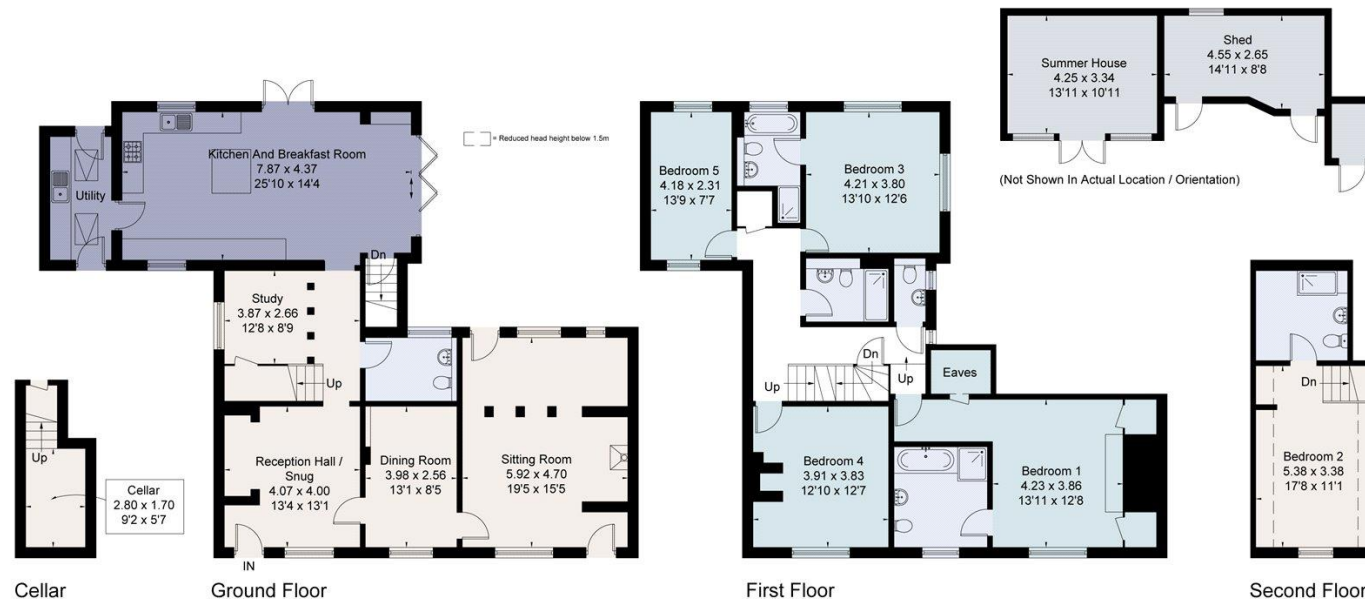 Summer House
4.25 x 3.34
13'11 x 10'11
Shed
4.55 x 2.65
14'11 x 8'8
(Not Shown In Actual Location / Orientation)
= Reduced head height below 1.5m
Kitchen And Breakfast Room
7.87 x 4.37
25'10 x 14'4
Utility
Dn
Study
3.87 x 2.66
12'8 x 8'9
Up
Reception Hall /
Snug
4.07 x 4.00
13'4 x 13'1
Dining Room
3.98 x 2.56
13'1 x 8'5
Sitting Room
5.92 x 4.70
19'5 x 15'5
IN
Up
Cellar
2.80 x 1.70
9'2 x 5'7
Bedroom 5
4.18 x 2.31
13'9 x 7'7
Bedroom 3
4.21 x 3.80
13'10 x 12'6
Up
Dn
Up
Eaves
Bedroom 4
3.91 x 3.83
12'10 x 12'7
Bedroom 1
4.23 x 3.86
13'11 x 12'8
Dn
Bedroom 2
5.38 x 3.38
17'8 x 11'1
Cellar
Ground Floor
First Floor
Second Floor